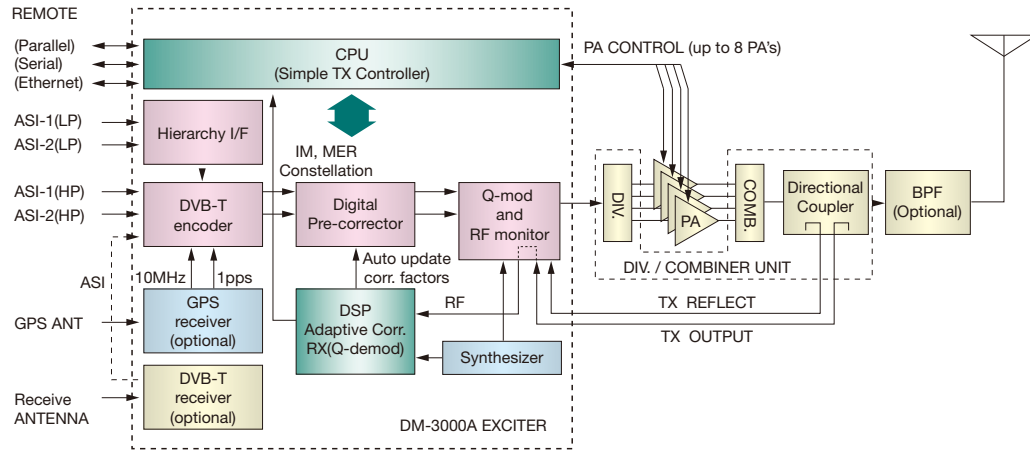 REMOTE
(Parallel)
(Serial)
(Ethernet)
CPU
(Simple TX Controller)
PA CONTROL (up to 8 PA's)
ASI-1(LP)
ASI-2(LP)
Hierarchy I/F
IM, MER
Constellation
ASI-1(HP)
ASI-2(HP)
DVB-T
encoder
Digital
Pre-corrector
Q-mod
and
RF monitor
DIV.
PA
COMB.
Directional
Coupler
BPF
(Optional)
DIV. / COMBINER UNIT
ASI
10MHz
1pps
Auto update
corr. factors
GPS ANT
GPS
receiver
(optional)
DSP
Adaptive Corr.
RX(Q-demod)
RF
Synthesizer
TX REFLECT
TX OUTPUT
Receive
ANTENNA
DVB-T
receiver
(optional)
DM-3000A EXCITER